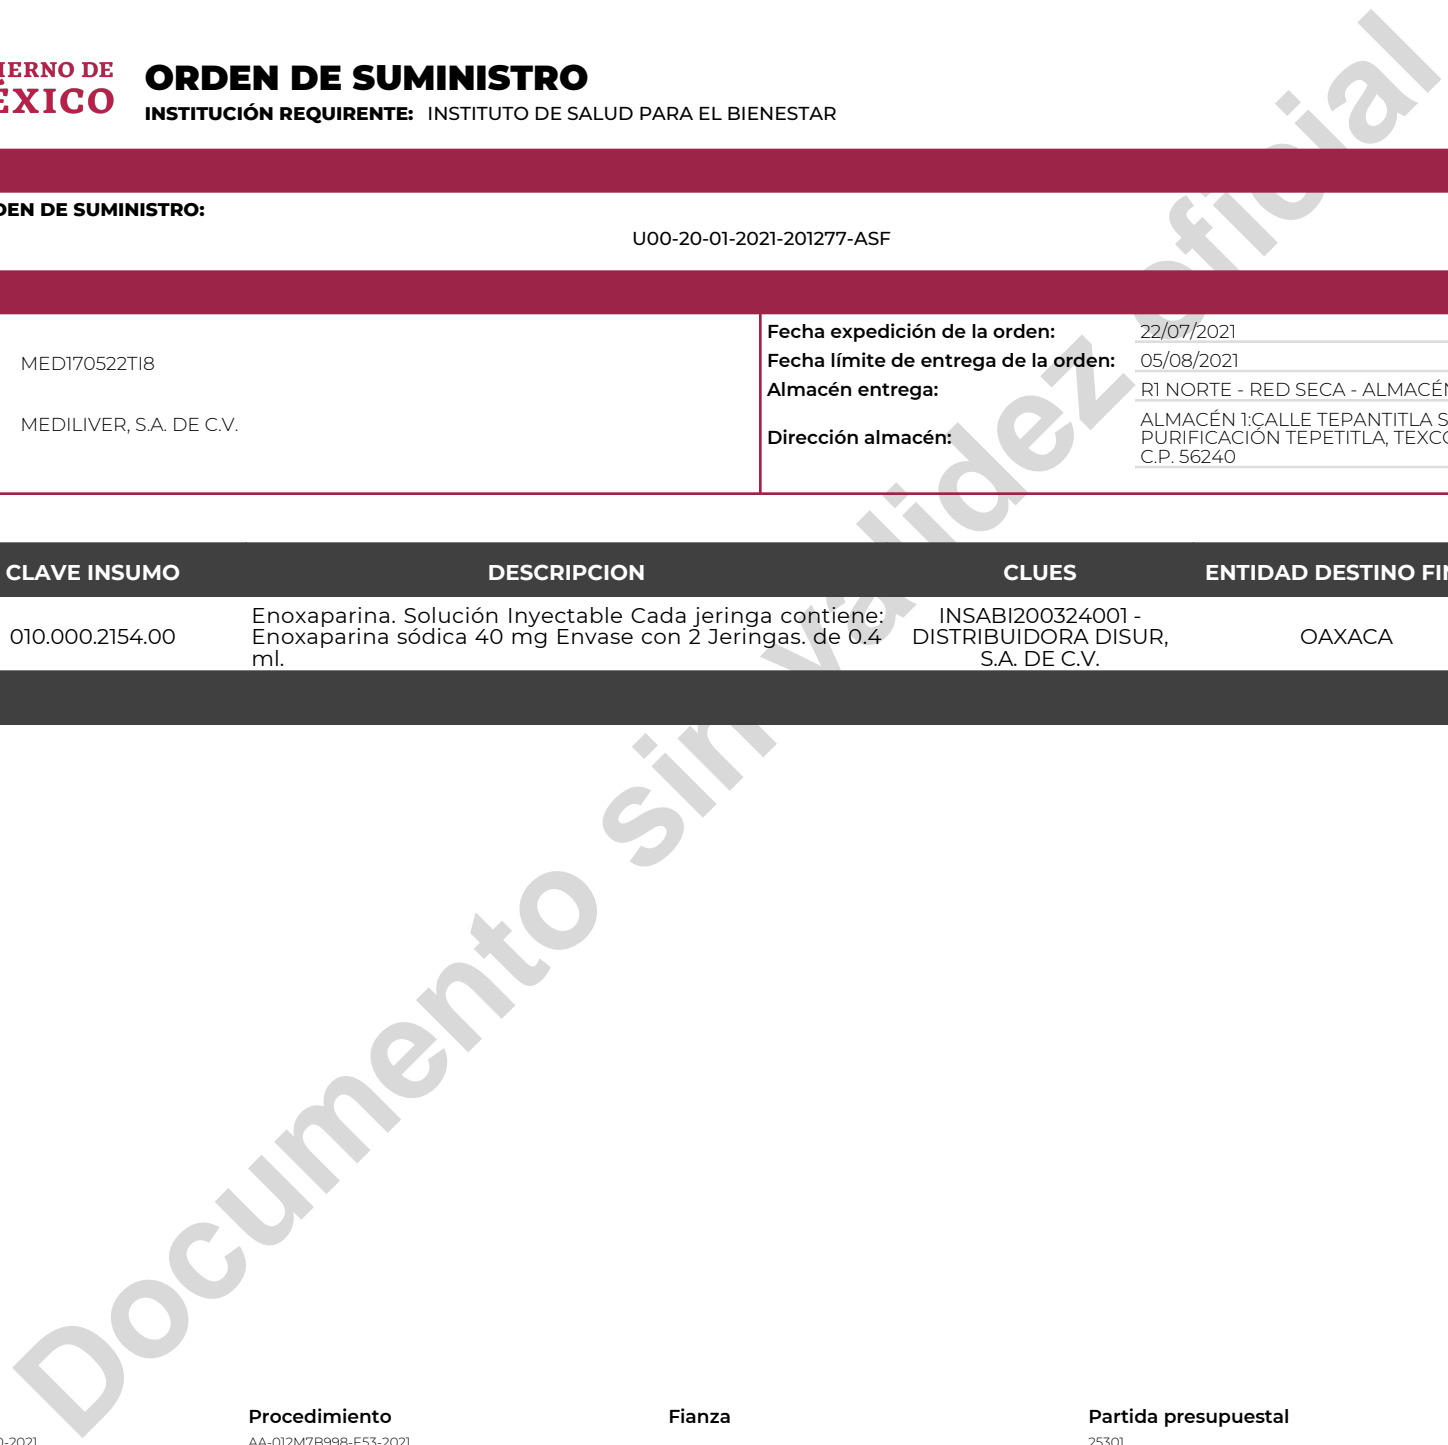 ORDEN DE SUMINISTRO
INSTITUCIÓN REQUIRENTE: INSTITUTO DE SALUD PARA EL BIENESTAR
DE
DE SUMINISTRO:
U00-20-01-2021-201277-ASF
MED170522TI8
MEDILIVER, S.A. DE C.V.
Fecha expedición de la orden: 22/07/2021
Fecha límite de entrega de la orden: 05/08/2021
Almacén entrega: R1 NORTE - RED SECA - ALMACÉN
Dirección almacén:
ALMACÉN 1:CALLE TEPANTITLA
PURIFICACIÓN TEPETITLA,
C.P. 56240
CLAVE INSUMO DESCRIPCION CLUES ENTIDAD DESTINO
010.000.2154.00
Enoxaparina. Solución Inyectable Cada jeringa contiene:
Enoxaparina sódica 40 mg Envase con 2 Jeringas. de 0.4
ml.
INSABI200324001 -
DISTRIBUIDORA DISUR,
S.A. DE C.V.
OAXACA
Documento sin validez oficial
Procedimiento Fianza Partida presupuestal
AA-012M7B998-E53-2021 25301